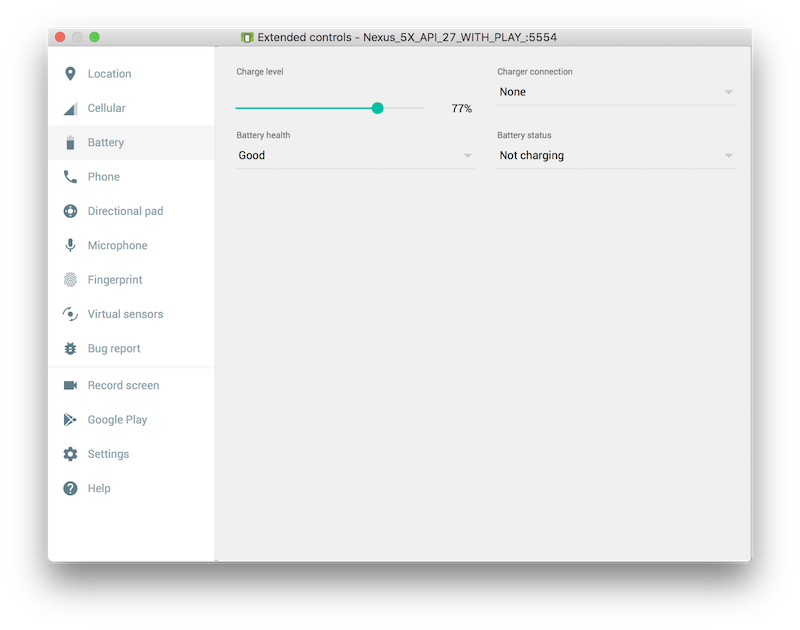 Extended controls - Nexus_5X_API_27_WITH_PLAY_:5554
Location
Cellular
Battery
Phone
Directional pad
Microphone
Fingerprint
Virtual sensors
Bug report
Record screen
Google Play
Settings
Help
Charge level
77%
Charger connection
None
Battery health
Good
Battery status
Not charging